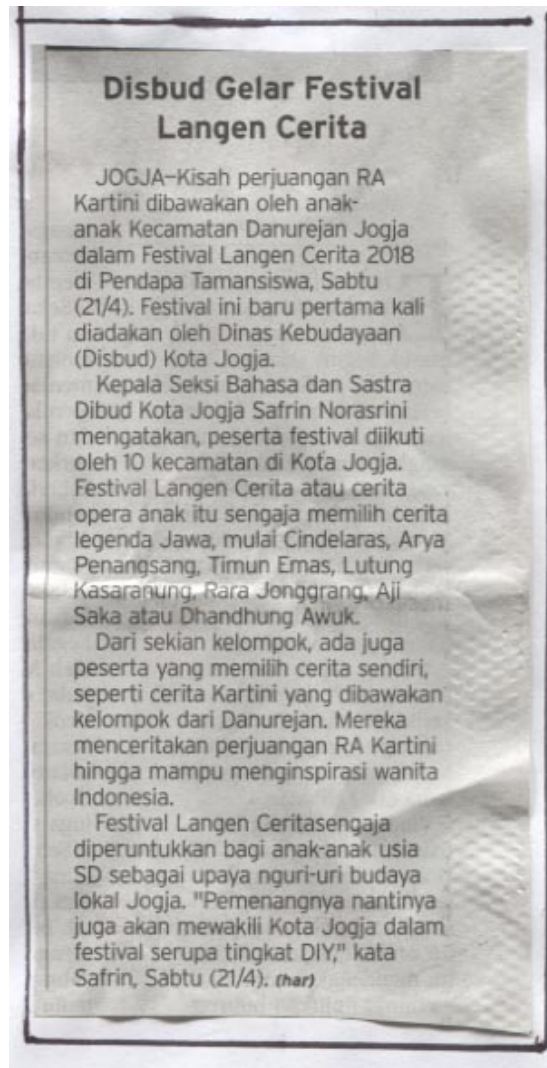 Disbud Gelar Festival
Langen Cerita
JOGJA—Kisah perjuangan RA
Kartini dibawakan oleh anak-
anak Kecamatan Danurejan Jogja
dalam Festival Langen Cerita 2018
di Pendapa Tamansiswa, Sabtu
(21/4). Festival ini baru pertama kali
diadakan oleh Dinas Kebudayaan
(Disbud) Kota Jogja.
Kepala Seksi Bahasa dan Sastra
Dibud Kota Jogja Safrin Norasrini
mengatakan, peserta festival diikuti
oleh 10 kecamatan di Kota Jogja.
Festival Langen Cerita atau cerita
opera anak itu sengaja memilih cerita
legenda Jawa, mulai Cindelaras, Arya
Penangsang, Timun Emas, Lutung
Kasaranung, Rara Jonggrang, Aji
Saka atau Dhandhung Awuk.
Dari sekian kelompok, ada juga
peserta yang memilih cerita sendiri,
seperti cerita Kartini yang dibawakan
kelompok dari Danurejan. Mereka
menceritakan perjuangan RA Kartini
hingga mampu menginspirasi wanita
Indonesia.
Festival Langen Ceritasengaja
diperuntukkan bagi anak-anak usia
SD sebagai upaya nguri-uri budaya
lokal Jogja. "Pemenangnya nantinya
juga akan mewakili Kota Jogja dalam
festival serupa tingkat DIY," kata
Safrin, Sabtu (21/4). (har)